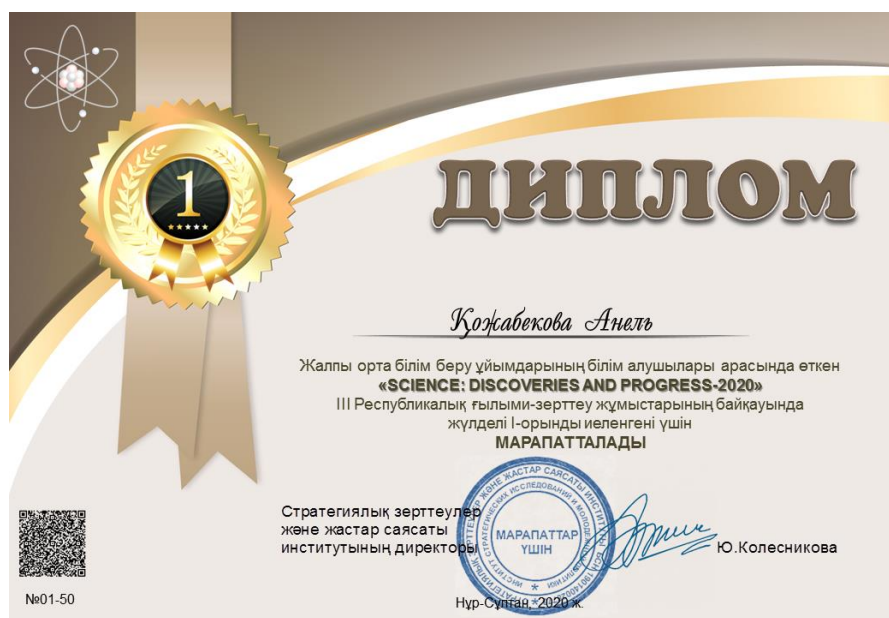 1
ДИПЛОМ
Қожабекова Анель
Жалпы орта білім беру ұйымдарының білім алушылары арасында өткен
«SCIENCE: DISCOVERIES AND PROGRESS-2020»
III Республикалық ғылыми-зерттеу жұмыстарының байқауында
жүлделі I-орынды иеленгені үшін
МАРАПАТТАЛАДЫ
Стратегиялық зерттеулер
және жастар саясаты
институтының директоры
Ю.Колесникова
МАРАПАТТАР
ҮШІН
№01-50
Нұр-Сұлтан, 2020 ж.